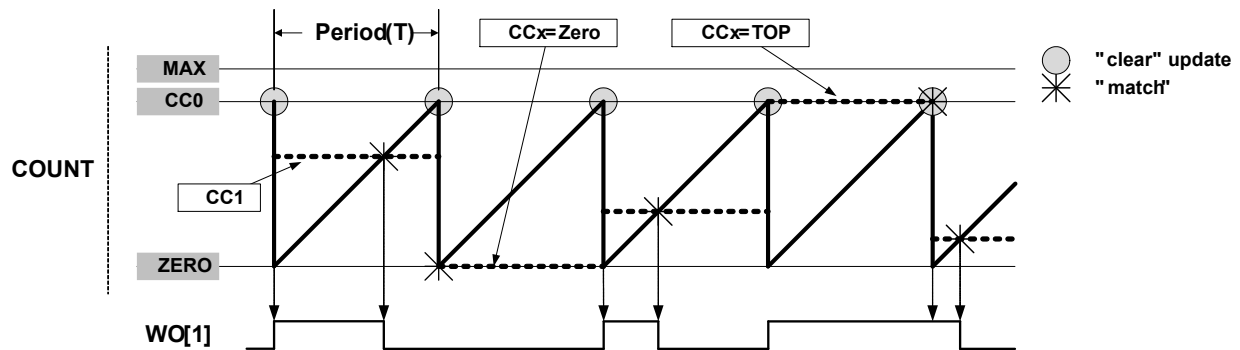 Period(T)
CCx=Zero
CCx=TOP
"clear" update
"match"
MAX
CC0
COUNT
CC1
ZERO
WO[1]